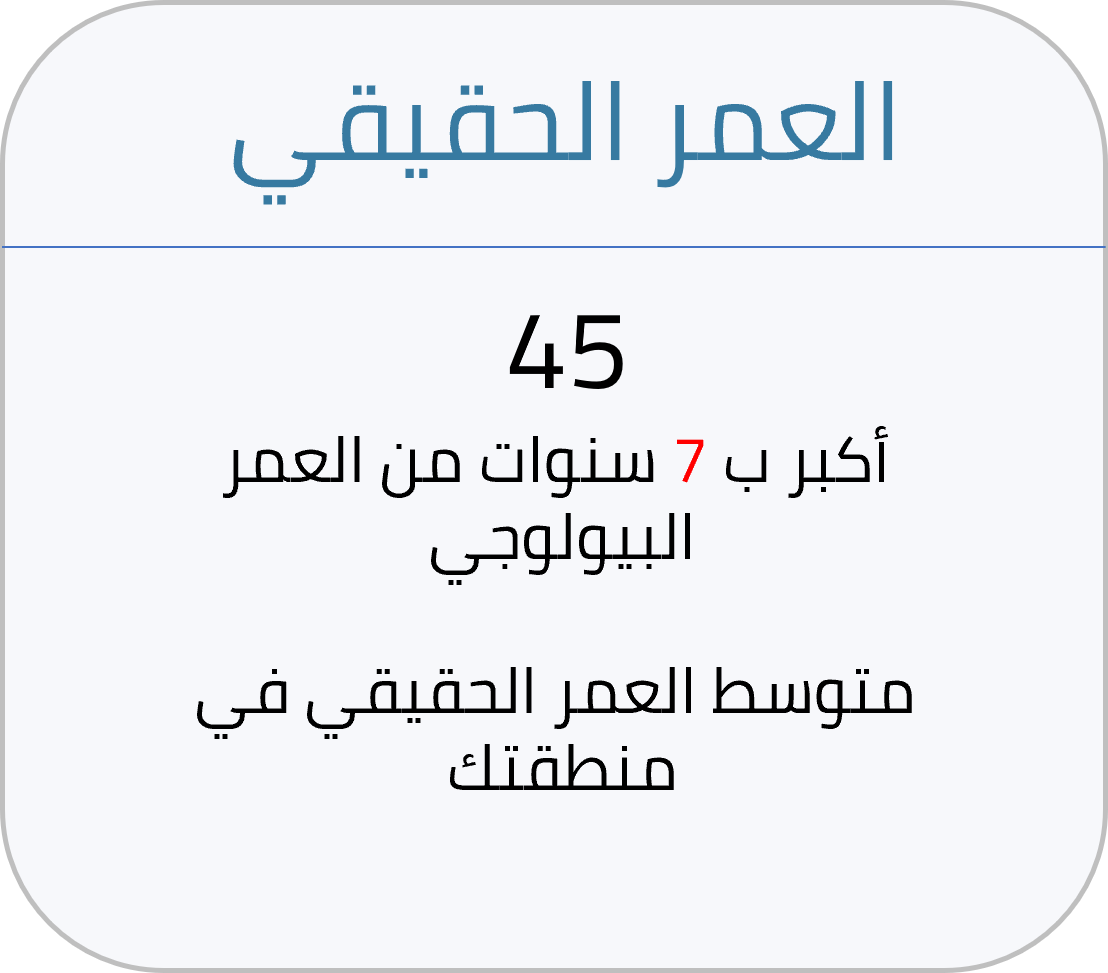 العمر الحقيقي
45
أكبر ب 7 سنوات من العمر
البيولوجي
متوسط العمر الحقيقي في
منطقتك